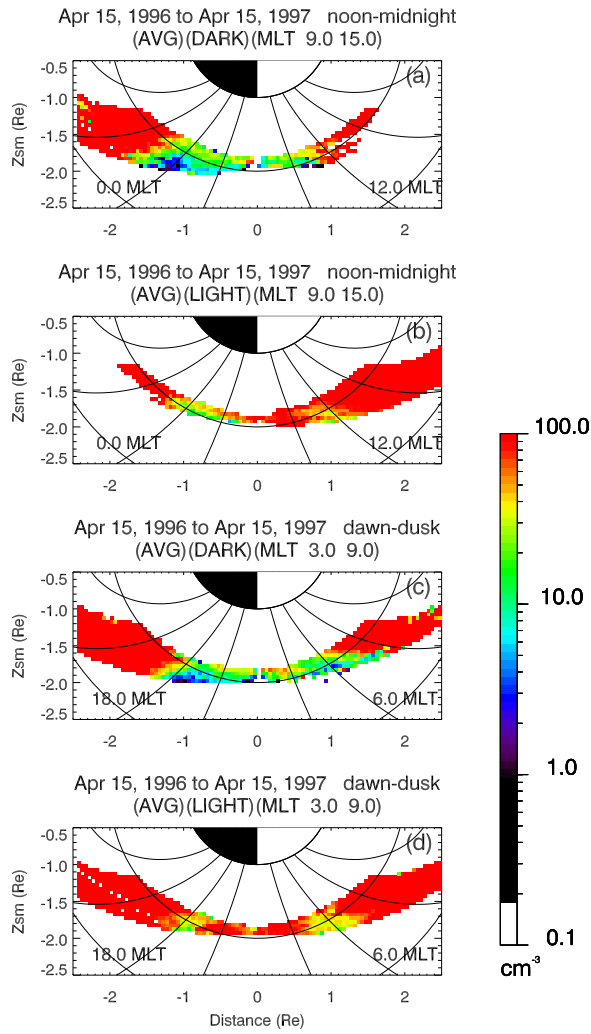 Apr 15, 1996 to Apr 15, 1997 noon-midnight
(AVG)(DARK)(MLT 9.0 15.0)
(a)
-0.5
-1.0
-1.5
-2.0
-2.5
Zsm (Re)
0.0 MLT
12.0 MLT
-2 -1 0 1 2
Apr 15, 1996 to Apr 15, 1997 noon-midnight
(AVG)(LIGHT)(MLT 9.0 15.0)
(b)
-0.5
-1.0
-1.5
-2.0
-2.5
Zsm (Re)
0.0 MLT
12.0 MLT
-2 -1 0 1 2
Apr 15, 1996 to Apr 15, 1997 dawn-dusk
(AVG)(DARK)(MLT 3.0 9.0)
(c)
-0.5
-1.0
-1.5
-2.0
-2.5
Zsm (Re)
18.0 MLT
6.0 MLT
-2 -1 0 1 2
Apr 15, 1996 to Apr 15, 1997 dawn-dusk
(AVG)(LIGHT)(MLT 3.0 9.0)
(d)
-0.5
-1.0
-1.5
-2.0
-2.5
Zsm (Re)
18.0 MLT
6.0 MLT
-2 -1 0 1 2
Distance (Re)
100.0
10.0
1.0
0.1
cm⁻³